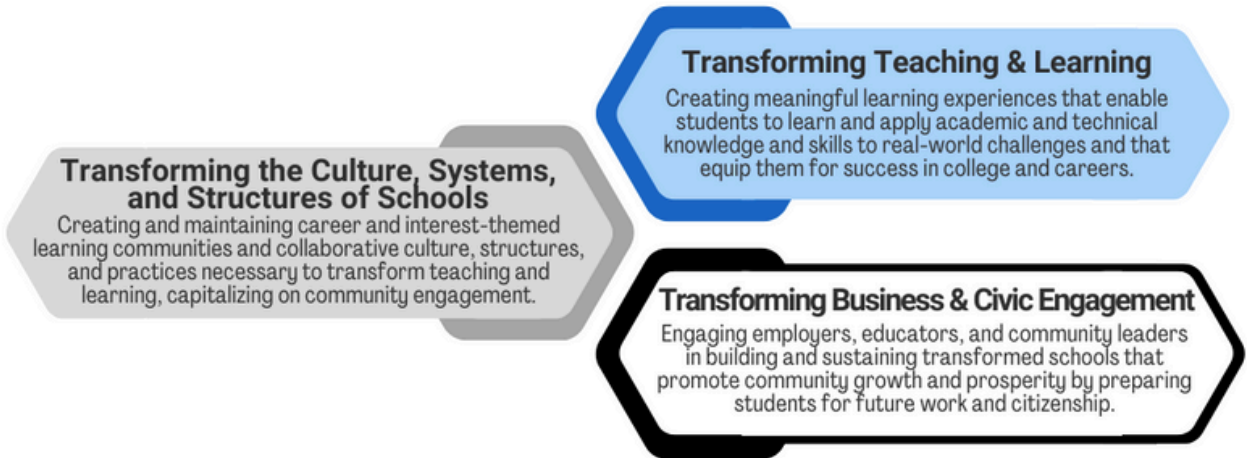 Transforming the Culture, Systems,
and Structures of Schools
Creating and maintaining career and interest-themed
learning communities and collaborative culture, structures,
and practices necessary to transform teaching and
learning, capitalizing on community engagement.
Transforming Teaching & Learning
Creating meaningful learning experiences that enable
students to learn and apply academic and technical
knowledge and skills to real-world challenges and that
equip them for success in college and careers.
Transforming Business & Civic Engagement
Engaging employers, educators, and community leaders
in building and sustaining transformed schools that
promote community growth and prosperity by preparing
students for future work and citizenship.